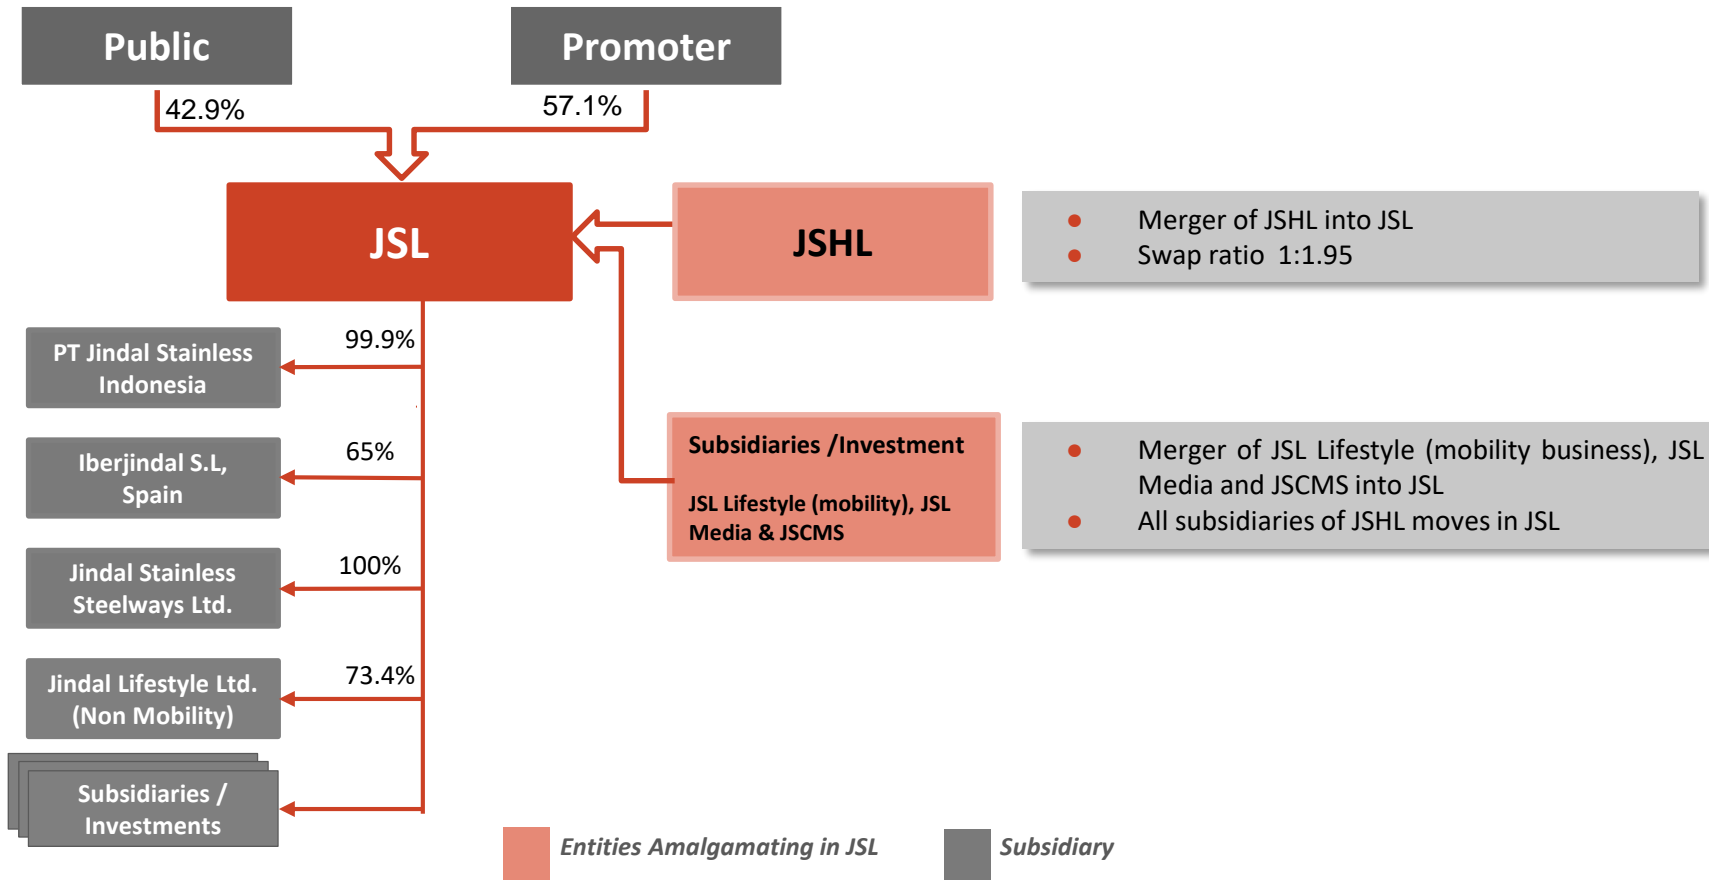 Public
Promoter
42.9%
57.1%
JSL
JSHL
● Merger of JSHL into JSL
● Swap ratio 1:1.95
99.9%
PT Jindal Stainless
Indonesia
65%
Iberjindal S.L,
Spain
Subsidiaries /Investment
JSL Lifestyle (mobility), JSL
Media & JSCMS
● Merger of JSL Lifestyle (mobility business), JSL
Media and JSCMS into JSL
● All subsidiaries of JSHL moves in JSL
100%
Jindal Stainless
Steelways Ltd.
73.4%
Jindal Lifestyle Ltd.
(Non Mobility)
Subsidiaries /
Investments
Entities Amalgamating in JSL
Subsidiary